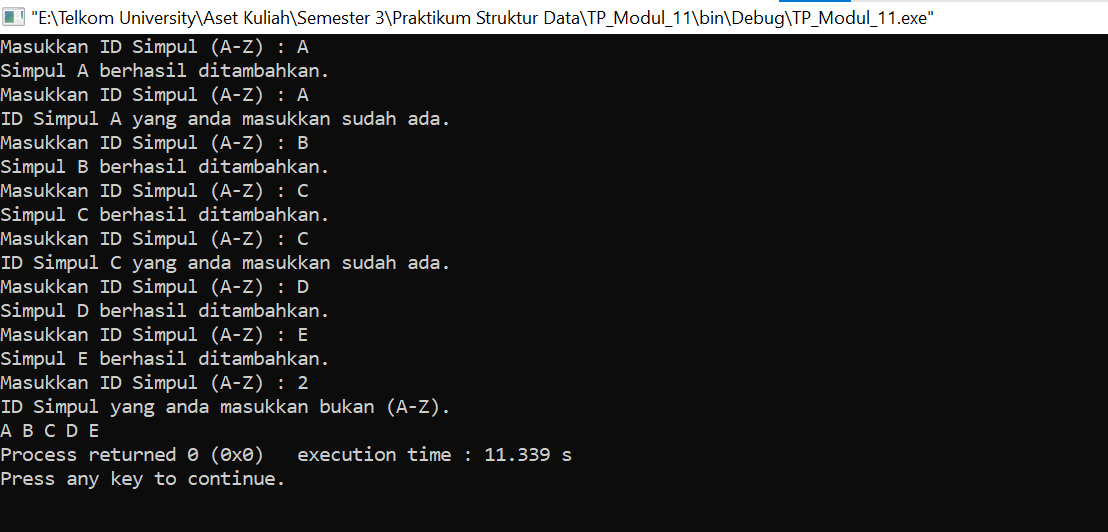 "E:\Telkom University\Aset Kuliah\Semester 3\Praktikum Struktur Data\TP_Modul_11\bin\Debug\TP_Modul_11.exe"
Masukkan ID Simpul (A-Z) : A
Simpul A berhasil ditambahkan.
Masukkan ID Simpul (A-Z) : A
ID Simpul A yang anda masukkan sudah ada.
Masukkan ID Simpul (A-Z) : B
Simpul B berhasil ditambahkan.
Masukkan ID Simpul (A-Z) : C
Simpul C berhasil ditambahkan.
Masukkan ID Simpul (A-Z) : C
ID Simpul C yang anda masukkan sudah ada.
Masukkan ID Simpul (A-Z) : D
Simpul D berhasil ditambahkan.
Masukkan ID Simpul (A-Z) : E
Simpul E berhasil ditambahkan.
Masukkan ID Simpul (A-Z) : 2
ID Simpul yang anda masukkan bukan (A-Z).
A B C D E
Process returned 0 (0x0)   execution time : 11.339 s
Press any key to continue.